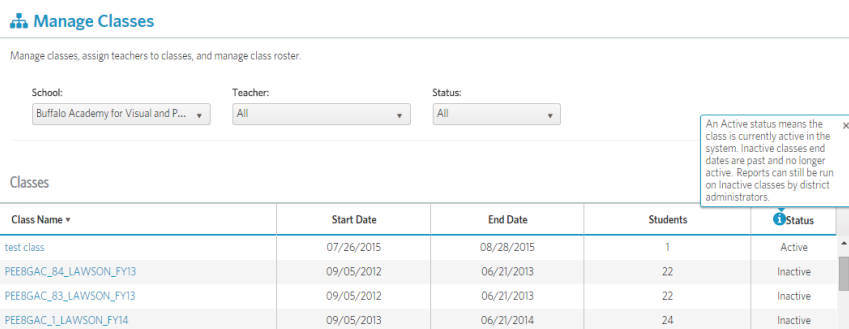 Manage Classes
Manage classes, assign teachers to classes, and manage class roster.
School: Teacher: Status:
Buffalo Academy for Visual and P... All All
An Active status means the
class is currently active in the
system. Inactive classes end
dates are past and no longer
active. Reports can still be run
on Inactive classes by district
administrators.
Classes
Class Name Start Date End Date Students Status
test class 07/26/2015 08/28/2015 1 Active
PEE8GAC_84_LAWSON_FY13 09/05/2012 06/21/2013 22 Inactive
PEE8GAC_83_LAWSON_FY13 09/05/2012 06/21/2013 22 Inactive
PEE8GAC_1_LAWSON_FY14 09/05/2013 06/21/2014 24 Inactive